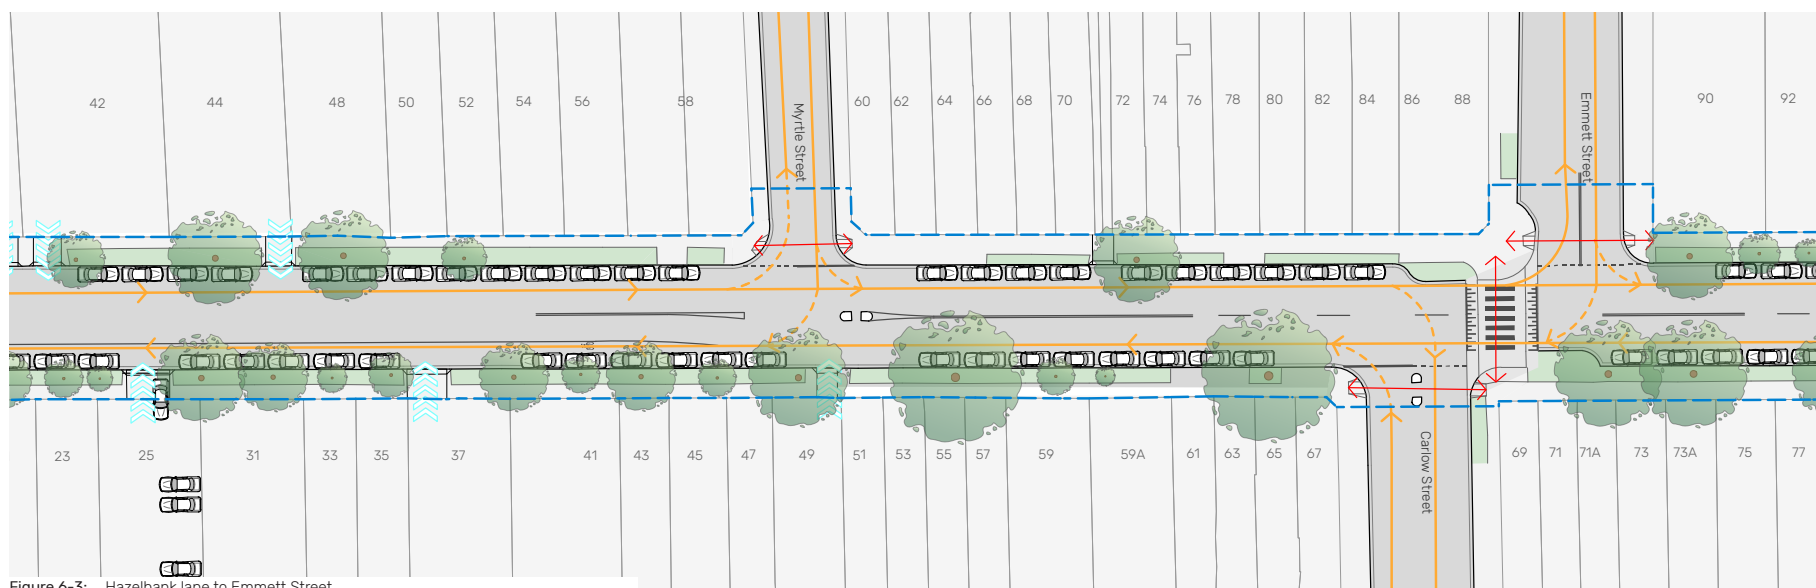 42 44 48 50 52 54 56 58 60 62 64 66 68 70 72 74 76 78 80 82 84 86 88 90 92
Myrtle Street
Emmett Street
23 25 31 33 35 37 41 43 45 47 49 51 53 55 57 59 59A 61 63 65 67 69 71 71A 73 73A 75 77
Carlow Street
Figure 6-3: Hazelbank lane to Emmett Street